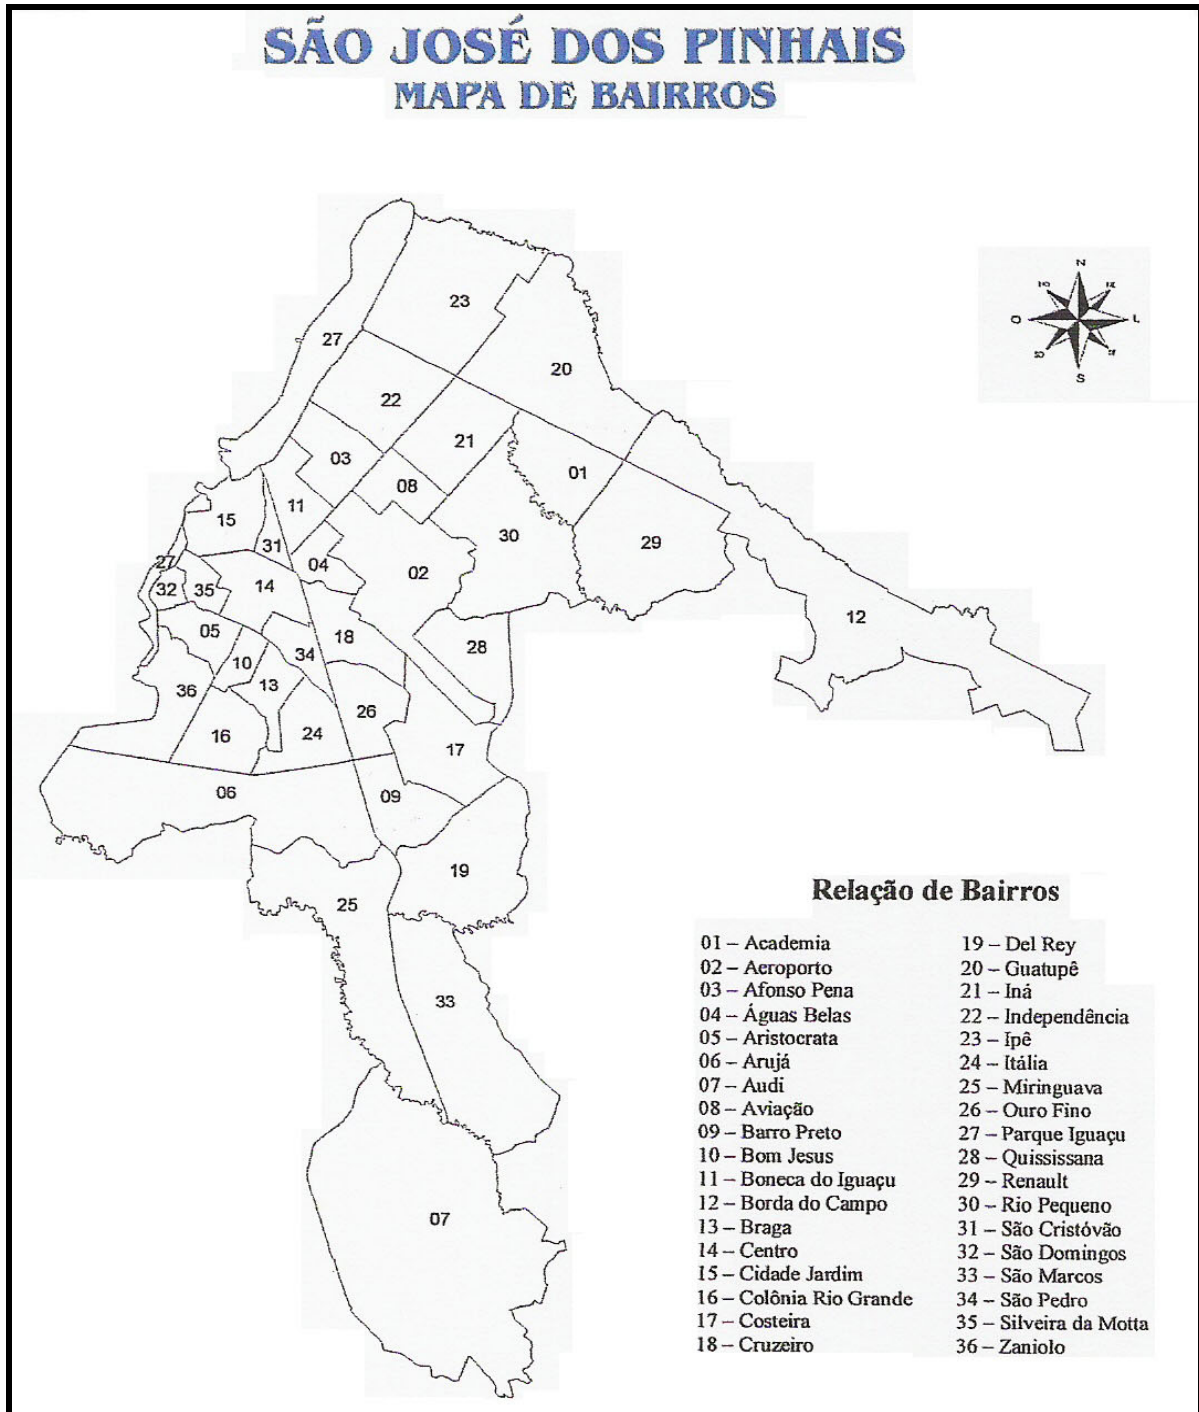 SÃO JOSÉ DOS PINHAIS
MAPA DE BAIRROS
N
O
L
S
23
27
20
22
21
03
01
08
11
15
30
31
29
27
04
02
32
35
14
12
05
18
28
10
34
13
36
26
16
24
17
06
09
19
25
33
07
Relação de Bairros
01 – Academia
02 – Aeroporto
03 – Afonso Pena
04 – Águas Belas
05 – Aristocrata
06 – Arujá
07 – Audi
08 – Aviação
09 – Barro Preto
10 – Bom Jesus
11 – Boneca do Iguaçu
12 – Borda do Campo
13 – Braga
14 – Centro
15 – Cidade Jardim
16 – Colônia Rio Grande
17 – Costeira
18 – Cruzeiro
19 – Del Rey
20 – Guatupê
21 – Iná
22 – Independência
23 – Ipê
24 – Itália
25 – Miringuava
26 – Ouro Fino
27 – Parque Iguaçu
28 – Quississana
29 – Renault
30 – Rio Pequeno
31 – São Cristóvão
32 – São Domingos
33 – São Marcos
34 – São Pedro
35 – Silveira da Motta
36 – Zaniolo